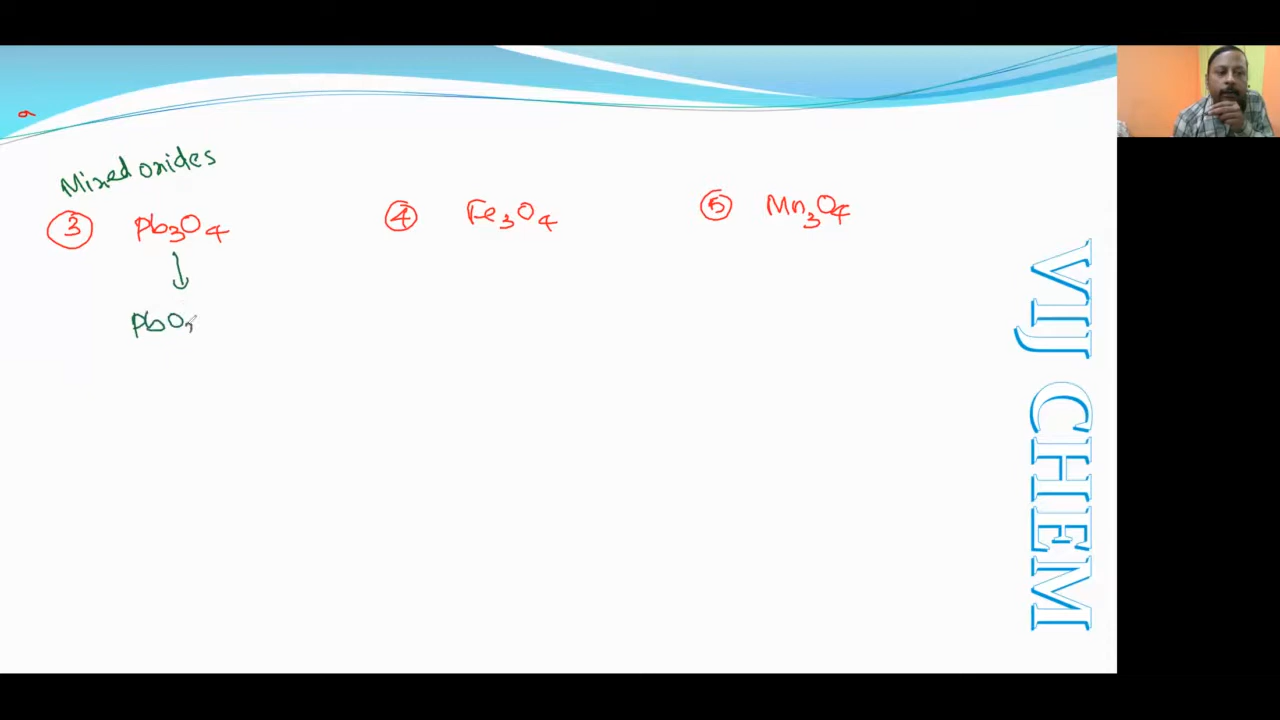 Mixed oxides
③ Pb₃O₄ ④ Fe₃O₄ ⑤ Mn₃O₄
↓
PbO₂
VIJ CHEM